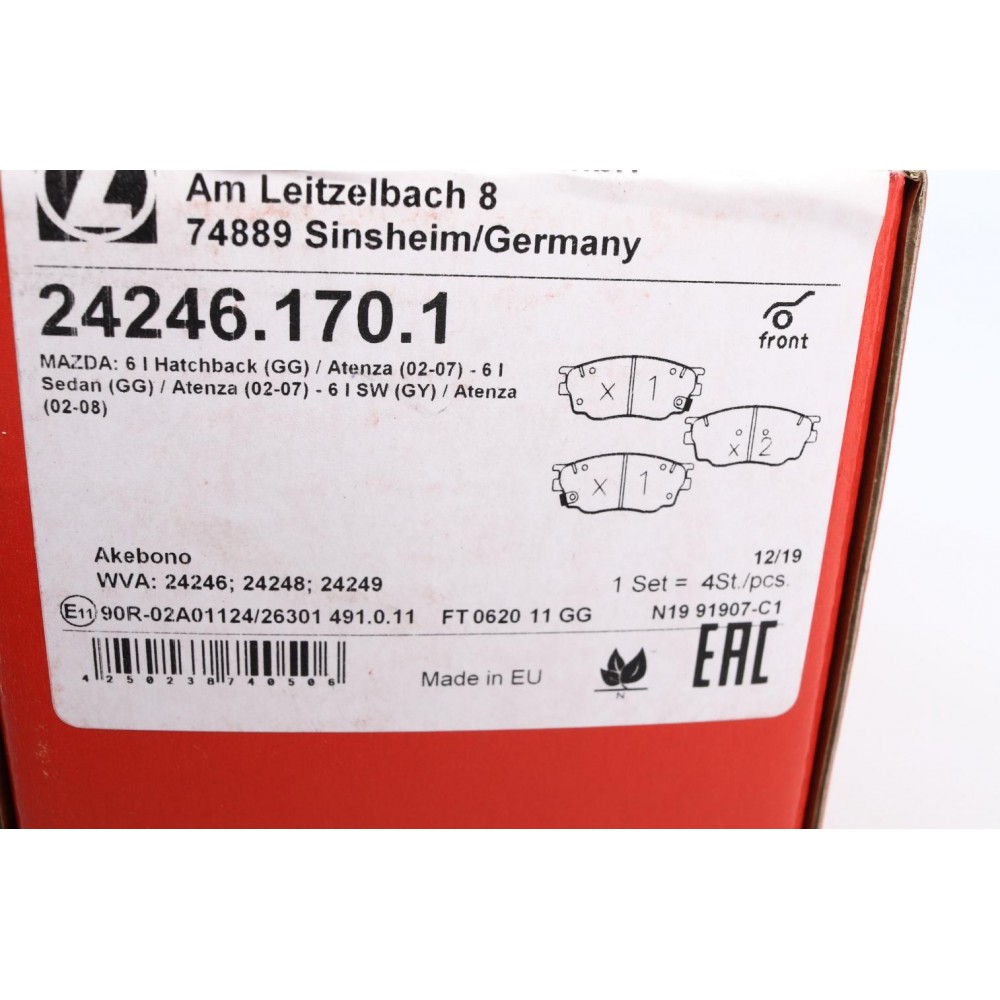 Am Leitzelbach 8
74889 Sinsheim/Germany
24246.170.1
front
MAZDA: 6 I Hatchback (GG) / Atenza (02-07) - 6 I
Sedan (GG) / Atenza (02-07) - 6 I SW (GY) / Atenza
(02-08)
X 1
X 2
X 1
Akebono
12/19
WVA: 24246; 24248; 24249
1 Set = 4St./pcs.
E11 90R-02A01124/26301 491.0.11 FT 0620 11 GG
N19 91907-C1
4250238740506
Made in EU
N
EAC